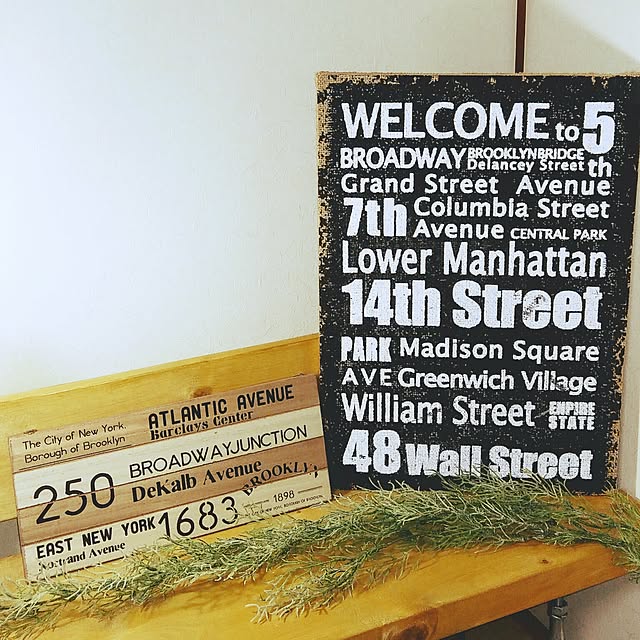 WELCOME to 5
BROADWAY BROOKLYNBRIDGE
Delancey Street th
Grand Street Avenue
7th Columbia Street
Avenue CENTRAL PARK
Lower Manhattan
14th Street
PARK Madison Square
AVE Greenwich Village
William Street EMPIRE
STATE
48 Wall Street
The City of New York.
Borough of Brooklyn
ATLANTIC AVENUE
Barclays Center
250 BROADWAYJUNCTION
DeKalb Avenue
BROOKLYN
EAST NEW YORK 1683
1898
Nostrand Avenue